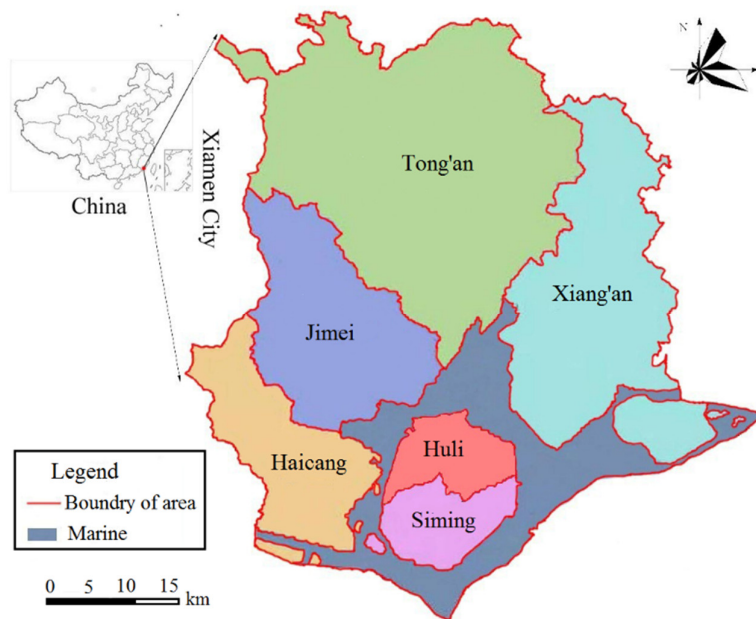 N
Tong'an
Xiamen City
China
Xiang'an
Jimei
Huli
Haicang
Siming
Legend
Boundry of area
Marine
0 5 10 15
km